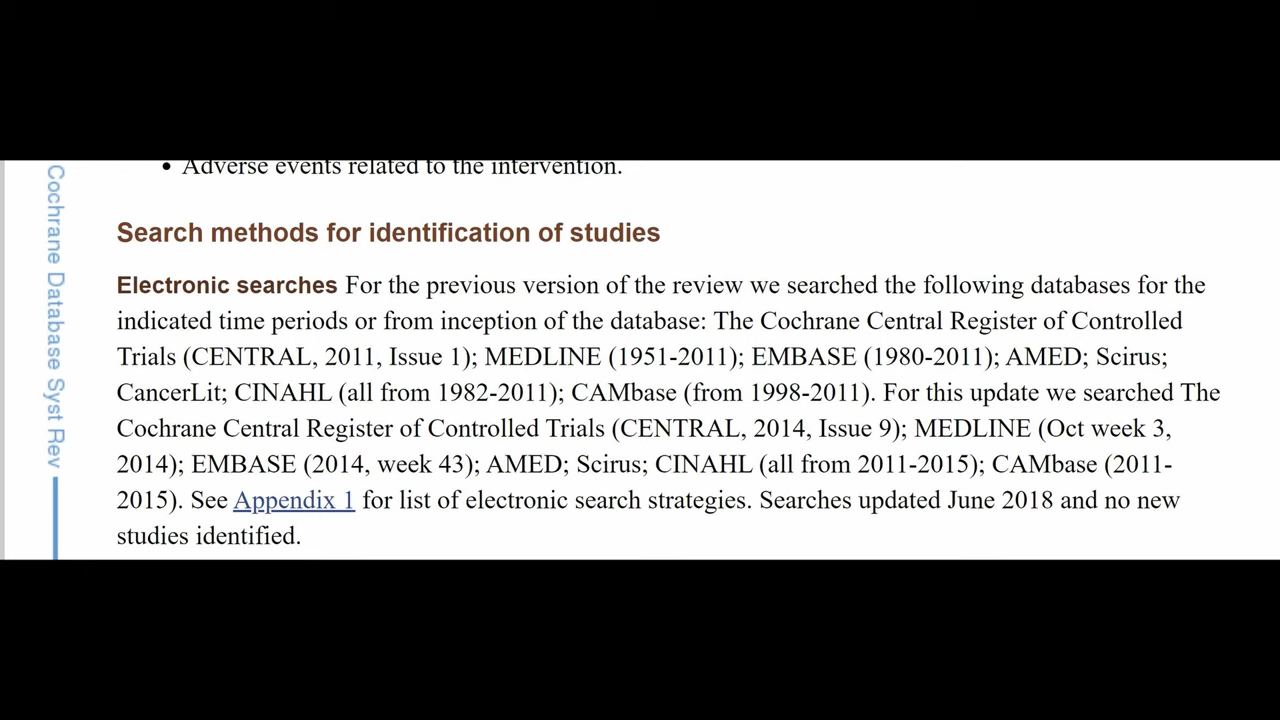 • Adverse events related to the intervention.
Cochrane Database Syst Rev
Search methods for identification of studies
Electronic searches For the previous version of the review we searched the following databases for the
indicated time periods or from inception of the database: The Cochrane Central Register of Controlled
Trials (CENTRAL, 2011, Issue 1); MEDLINE (1951-2011); EMBASE (1980-2011); AMED; Scirus;
CancerLit; CINAHL (all from 1982-2011); CAMbase (from 1998-2011). For this update we searched The
Cochrane Central Register of Controlled Trials (CENTRAL, 2014, Issue 9); MEDLINE (Oct week 3,
2014); EMBASE (2014, week 43); AMED; Scirus; CINAHL (all from 2011-2015); CAMbase (2011-
2015). See Appendix 1 for list of electronic search strategies. Searches updated June 2018 and no new
studies identified.